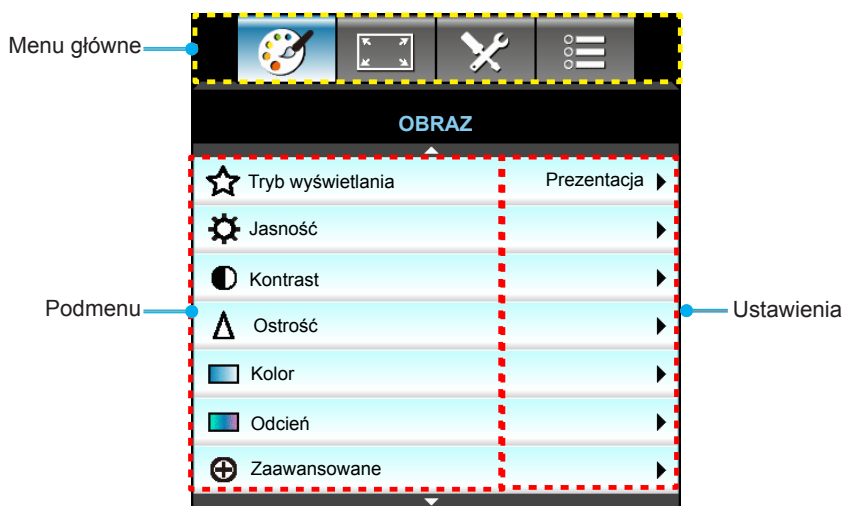 Menu główne
OBRAZ
Tryb wyświetlania Prezentacja
Jasność
Kontrast
Podmenu
Ustawienia
Ostrość
Kolor
Odcień
Zaawansowane